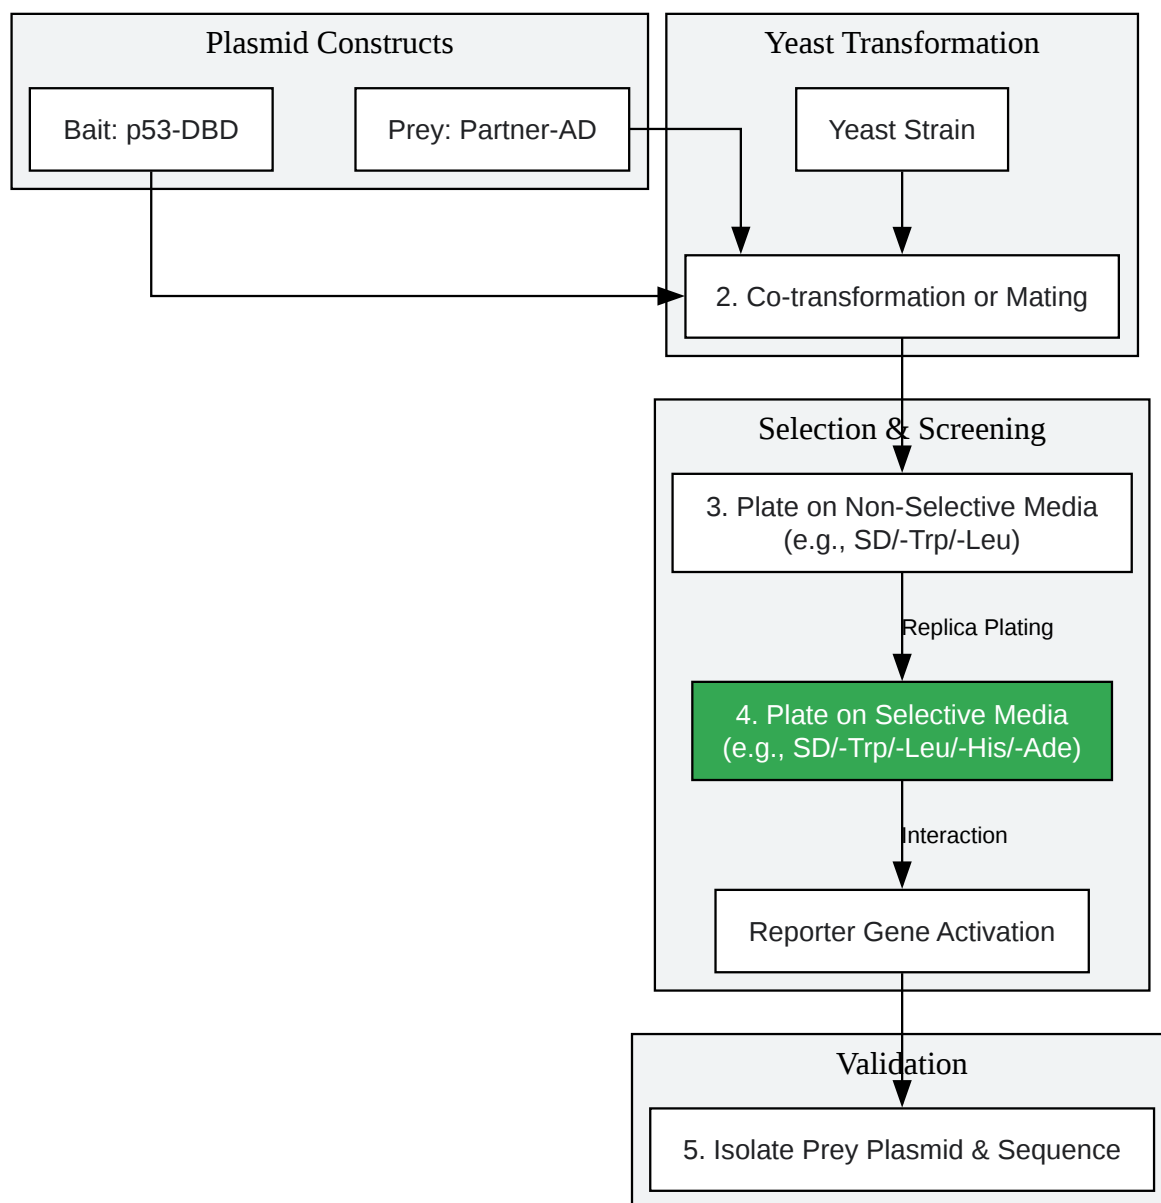 Plasmid Constructs
Bait: p53-DBD
Prey: Partner-AD
Yeast Transformation
Yeast Strain
2. Co-transformation or Mating
Selection & Screening
3. Plate on Non-Selective Media
(e.g., SD/-Trp/-Leu)
Replica Plating
4. Plate on Selective Media
(e.g., SD/-Trp/-Leu/-His/-Ade)
Interaction
Reporter Gene Activation
Validation
5. Isolate Prey Plasmid & Sequence